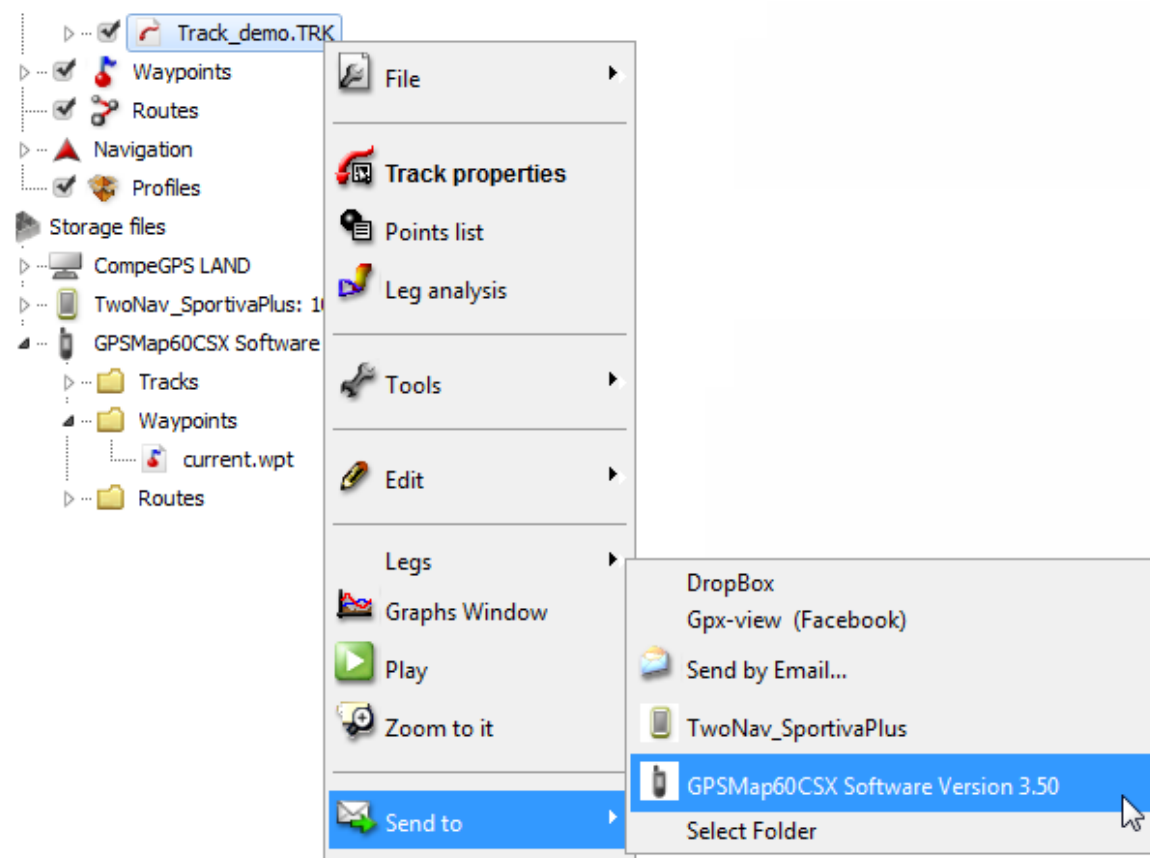 Track_demo.TRK
Waypoints
Routes
Navigation
Profiles
Storage files
CompeGPS LAND
TwoNav_SportivaPlus: 1
GPSMap60CSX Software
Tracks
Waypoints
current.wpt
Routes
File
Track properties
Points list
Leg analysis
Tools
Edit
Legs
Graphs Window
Play
Zoom to it
Send to
DropBox
Gpx-view (Facebook)
Send by Email...
TwoNav_SportivaPlus
GPSMap60CSX Software Version 3.50
Select Folder